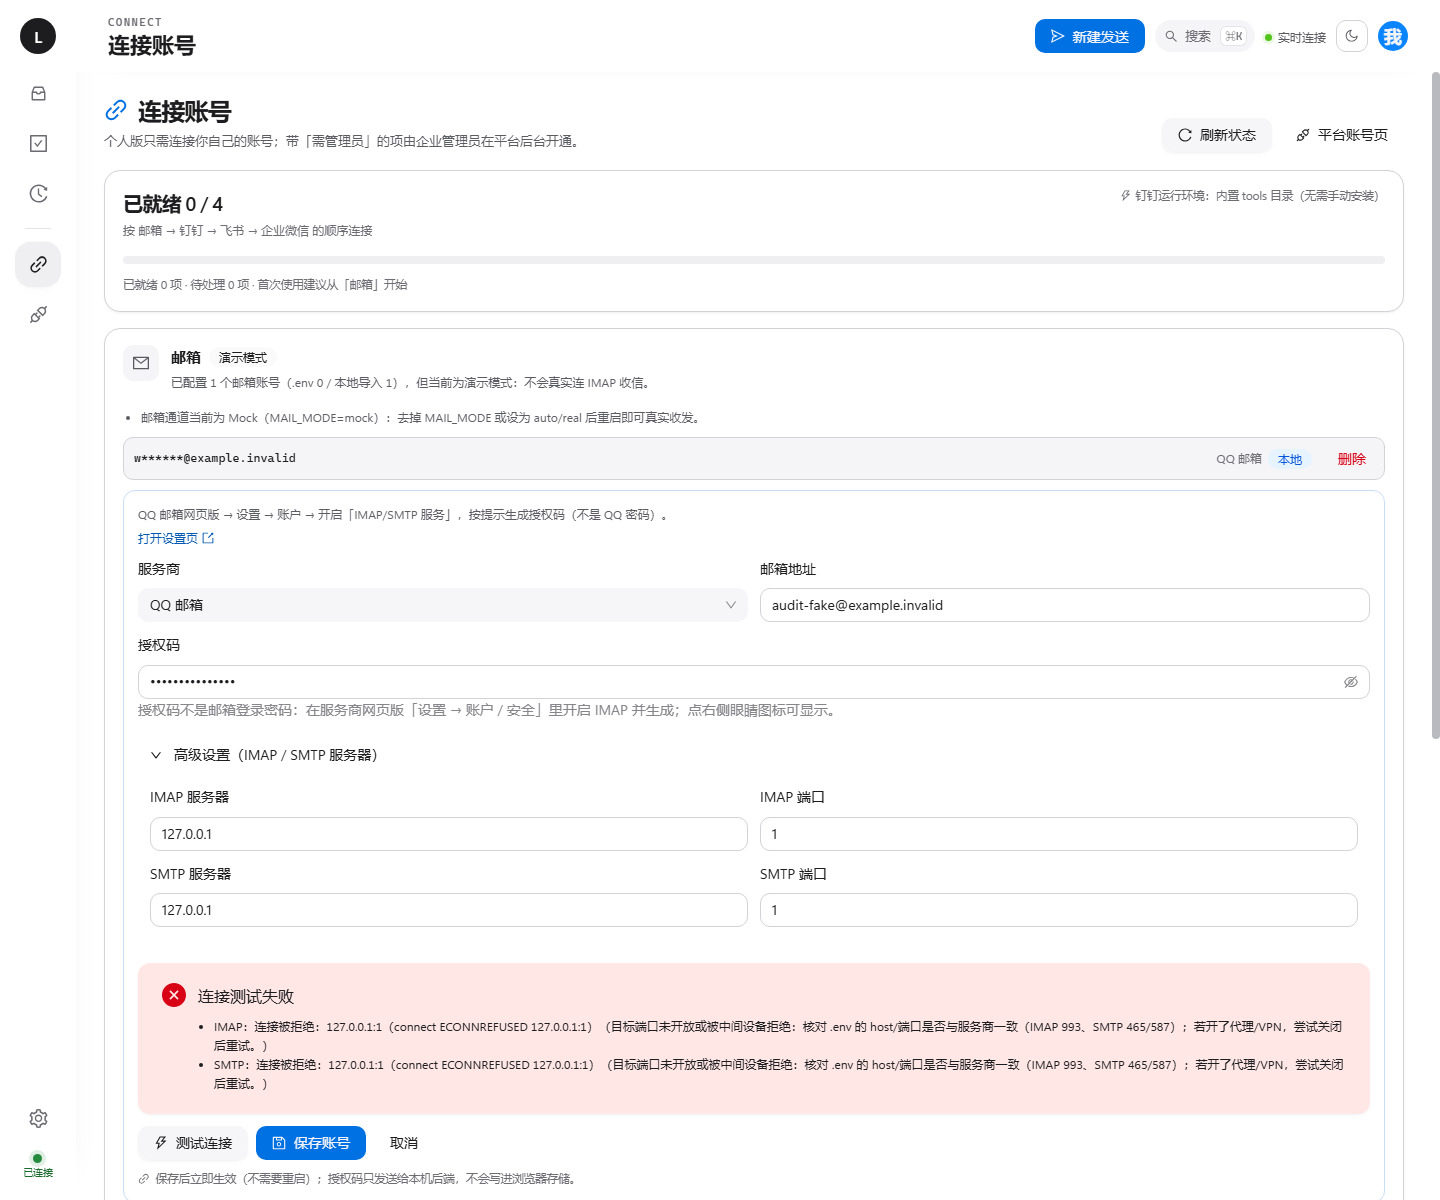 L
CONNECT
连接账号
新建发送
搜索 ⌘K
实时连接
我
连接账号
个人版只需连接你自己的账号；带「需管理员」的项由企业管理员在平台后台开通。
刷新状态
平台账号页
已就绪 0 / 4
钉钉运行环境：内置 tools 目录（无需手动安装）
按 邮箱 → 钉钉 → 飞书 → 企业微信 的顺序连接
已就绪 0 项 · 待处理 0 项 · 首次使用建议从「邮箱」开始
邮箱 演示模式
已配置 1 个邮箱账号（.env 0 / 本地导入 1），但当前为演示模式：不会真实连 IMAP 收信。
• 邮箱通道当前为 Mock（MAIL_MODE=mock）：去掉 MAIL_MODE 或设为 auto/real 后重启即可真实收发。
w******@example.invalid
QQ 邮箱 本地 删除
QQ 邮箱网页版 → 设置 → 账户 → 开启「IMAP/SMTP 服务」，按提示生成授权码（不是 QQ 密码）。
打开设置页
服务商
邮箱地址
QQ 邮箱
audit-fake@example.invalid
授权码
•••••••••••••••
授权码不是邮箱登录密码：在服务商网页版「设置 → 账户 / 安全」里开启 IMAP 并生成；点右侧眼睛图标可显示。
高级设置（IMAP / SMTP 服务器）
IMAP 服务器
IMAP 端口
127.0.0.1
1
SMTP 服务器
SMTP 端口
127.0.0.1
1
连接测试失败
• IMAP：连接被拒绝：127.0.0.1:1（connect ECONNREFUSED 127.0.0.1:1）（目标端口未开放或被中间设备拒绝：核对 .env 的 host/端口是否与服务商一致（IMAP 993、SMTP 465/587）；若开了代理/VPN，尝试关闭
后重试。）
• SMTP：连接被拒绝：127.0.0.1:1（connect ECONNREFUSED 127.0.0.1:1）（目标端口未开放或被中间设备拒绝：核对 .env 的 host/端口是否与服务商一致（IMAP 993、SMTP 465/587）；若开了代理/VPN，尝试关闭
后重试。）
测试连接
保存账号
取消
保存后立即生效（不需要重启）；授权码只发送给本机后端，不会写进浏览器存储。
已连接